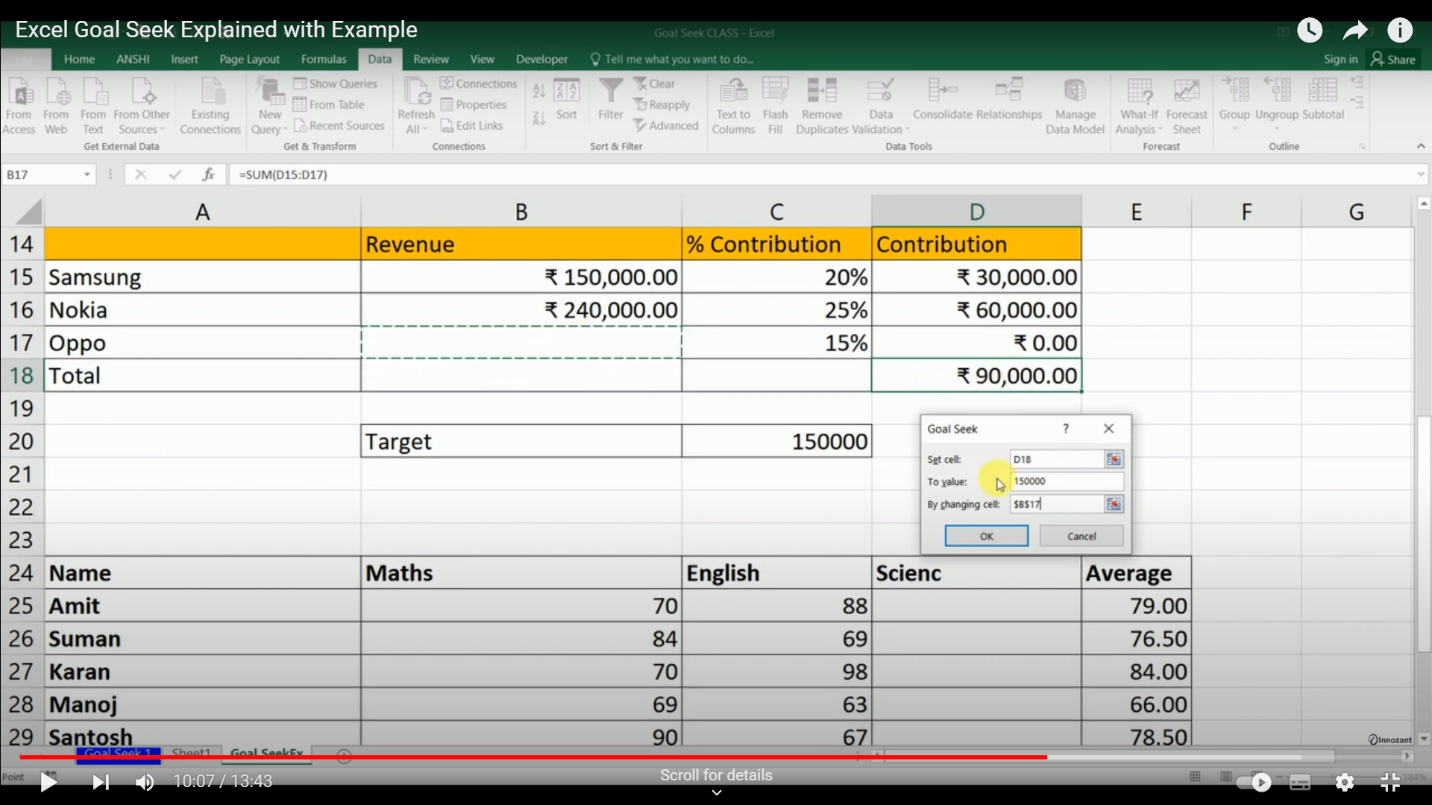 Excel Goal Seek Explained with Example
Goal Seek CLASS - Excel
Home ANSHI Insert Page Layout Formulas Data Review View Developer Tell me what you want to do... Sign in Share
From Access
From Web
From Text
From Other Sources
Existing Connections
New Query
Show Queries
From Table
Recent Sources
Refresh All
Connections
Properties
Edit Links
Sort
Filter
Clear
Reapply
Advanced
Text to Columns
Flash Fill
Remove Duplicates
Data Validation
Consolidate
Relationships
Manage Data Model
What-If Analysis
Forecast Sheet
Group
Ungroup
Subtotal
Get External Data Get & Transform Connections Sort & Filter Data Tools Forecast Outline
B17 fx =SUM(D15:D17)
A B C D E F G
14 Revenue % Contribution Contribution
15 Samsung ₹ 150,000.00 20% ₹ 30,000.00
16 Nokia ₹ 240,000.00 25% ₹ 60,000.00
17 Oppo 15% ₹ 0.00
18 Total ₹ 90,000.00
19
20 Target 150000
21
22
23
Goal Seek ?
Set cell: D18
To value: 150000
By changing cell: $B$17
OK Cancel
24 Name Maths English Scienc Average
25 Amit 70 88 79.00
26 Suman 84 69 76.50
27 Karan 70 98 84.00
28 Manoj 69 63 66.00
29 Santosh 90 67 78.50
Innozant
Goal Seek 1 Sheet1 Goal SeekEx
Point
10:07 / 13:43
Scroll for details
184%